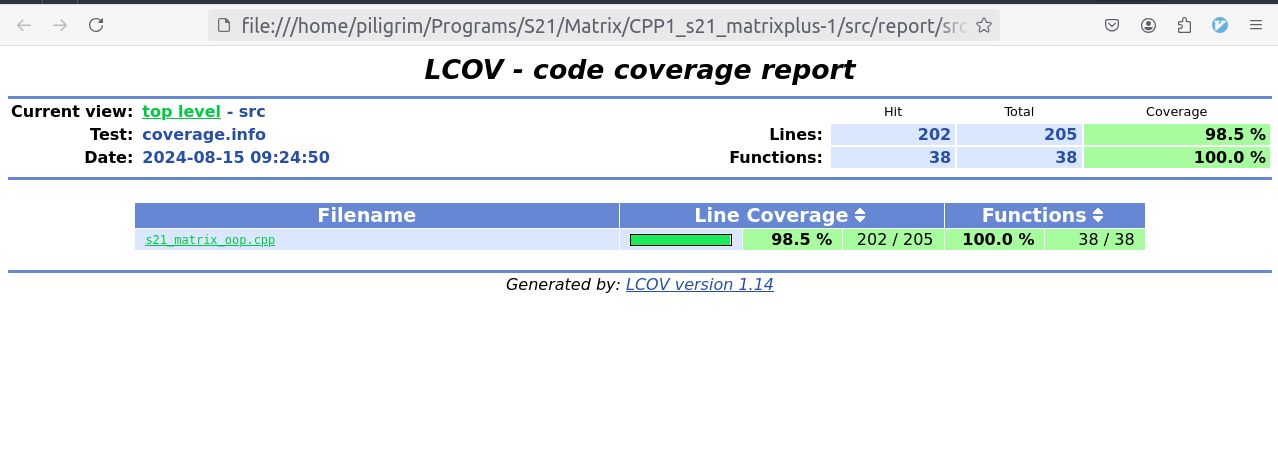 file:///home/piligrim/Programs/S21/Matrix/CPP1_s21_matrixplus-1/src/report/src
LCOV - code coverage report
Current view: top level - src
Hit Total Coverage
Test: coverage.info Lines: 202 205 98.5 %
Date: 2024-08-15 09:24:50 Functions: 38 38 100.0 %
Filename Line Coverage Functions
s21_matrix_oop.cpp 98.5 % 202 / 205 100.0 % 38 / 38
Generated by: LCOV version 1.14